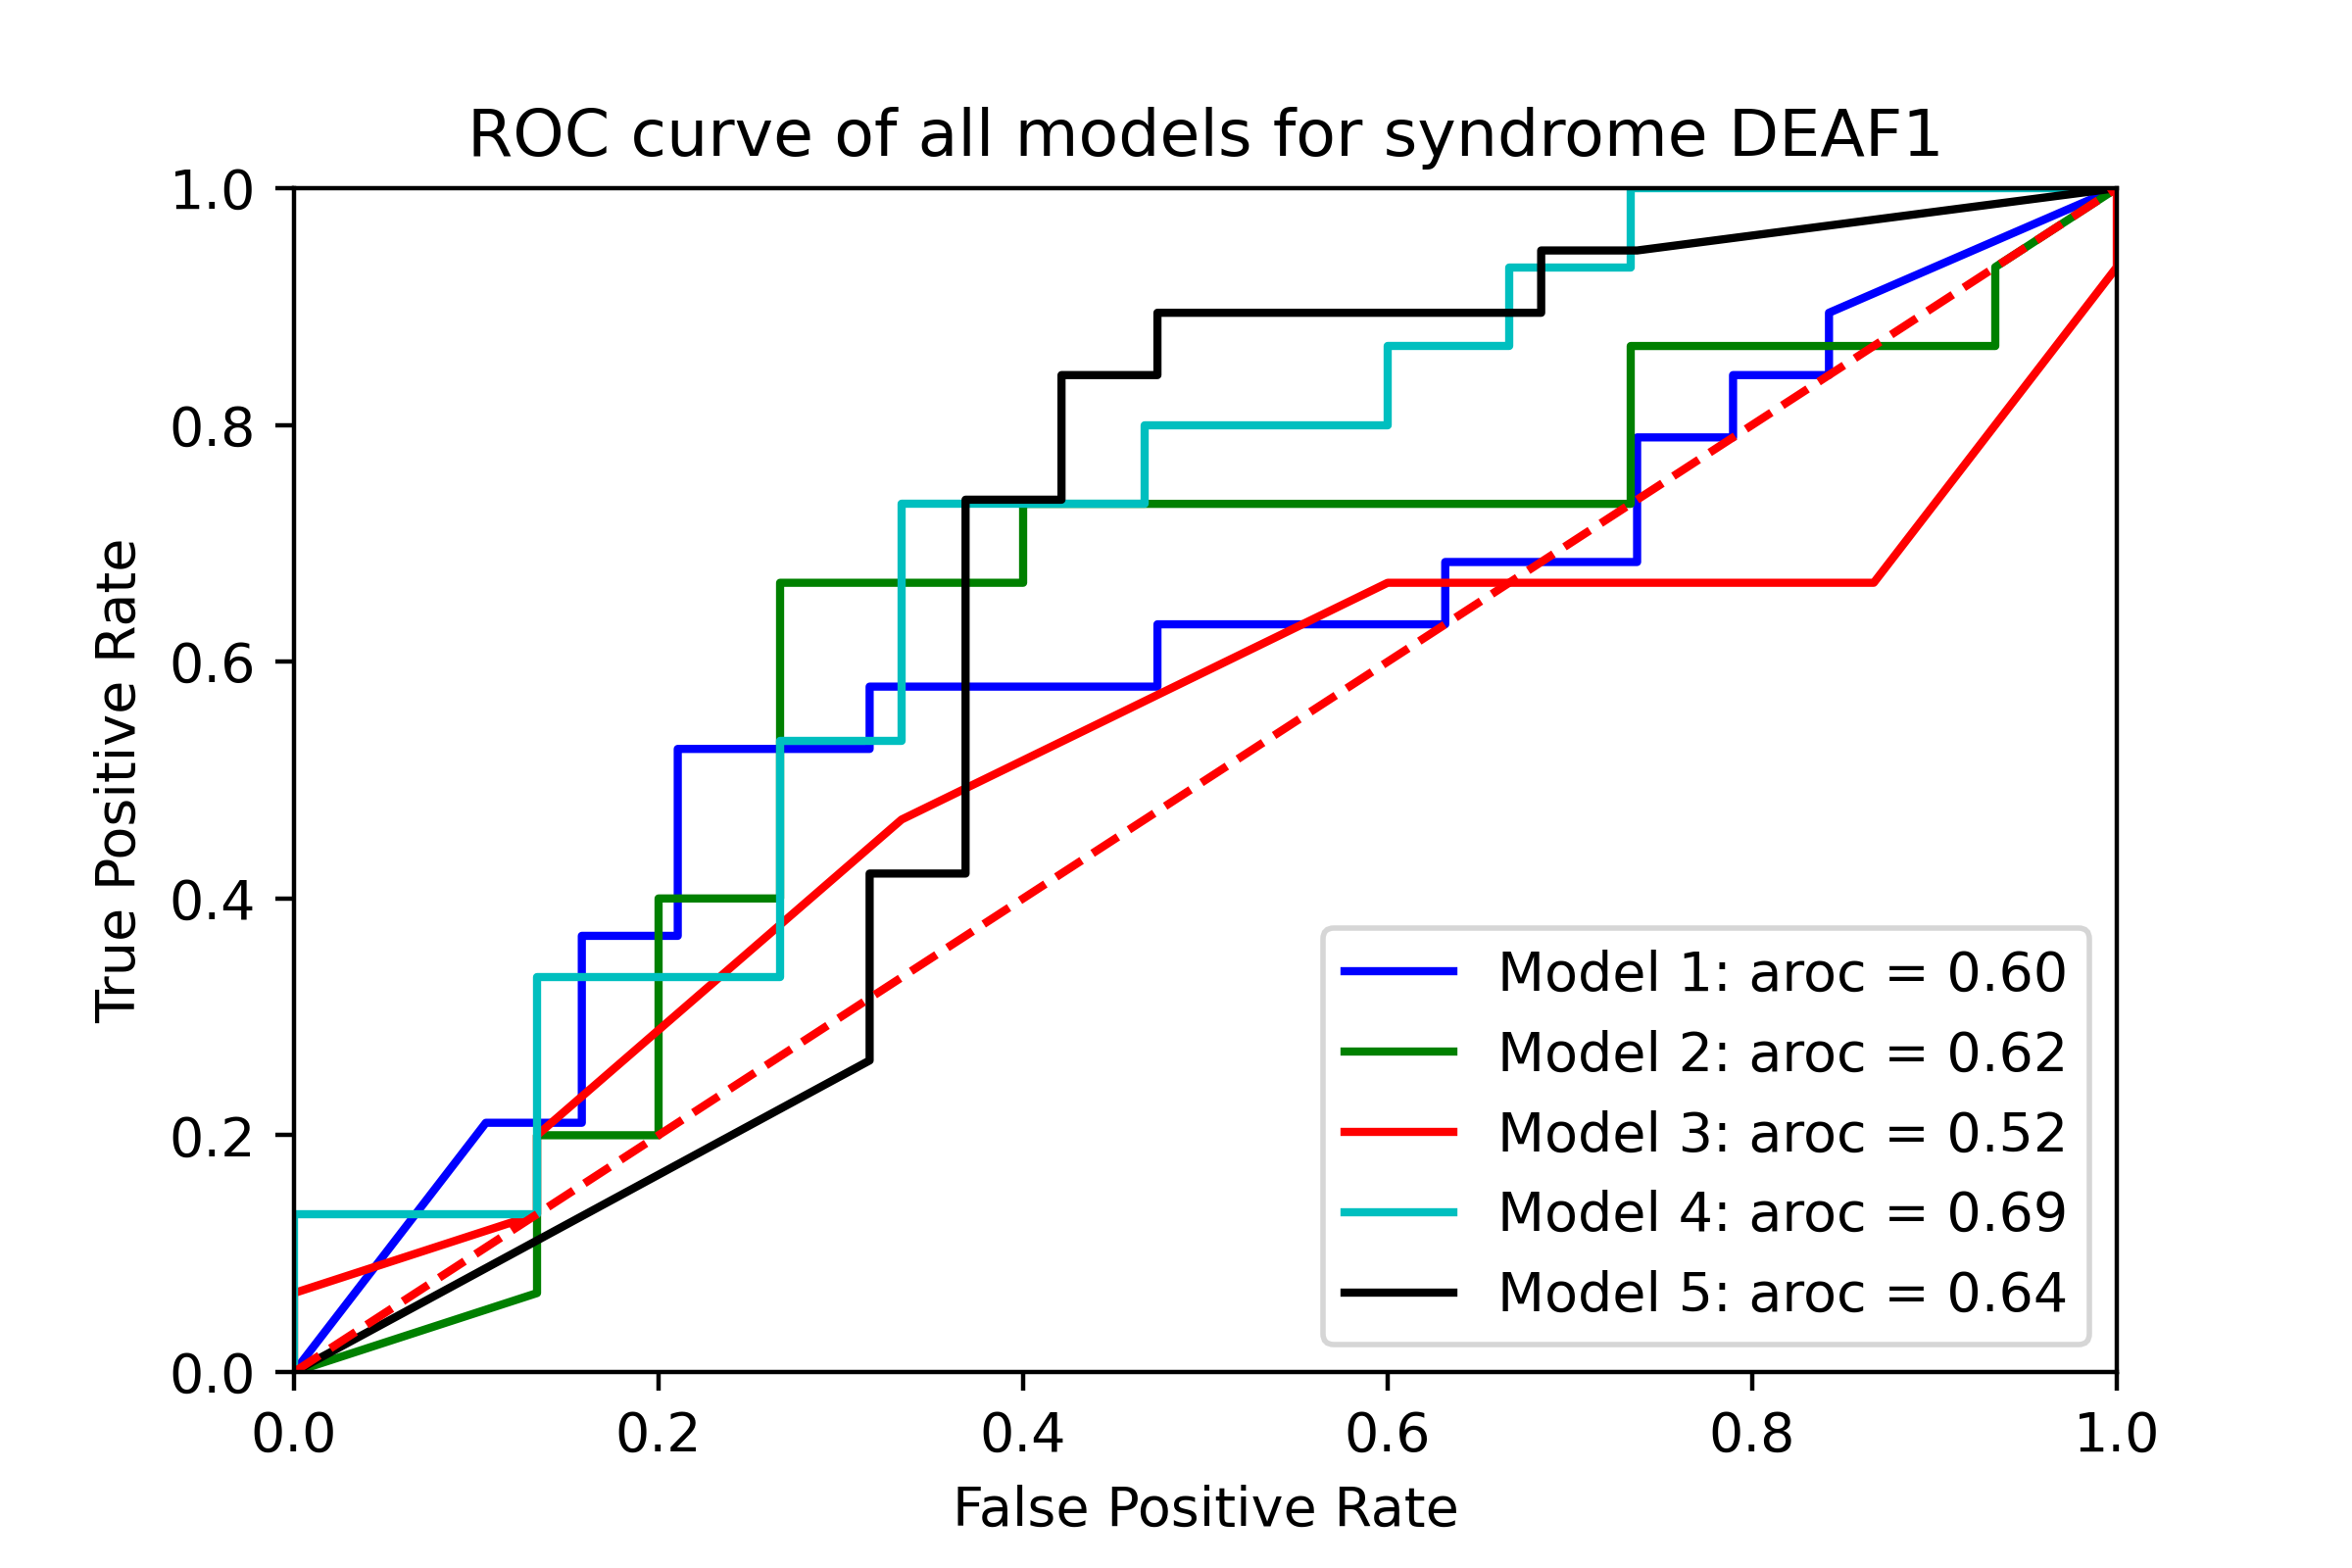 ROC curve of all models for syndrome DEAF1
1.0
0.8
0.6
0.4
0.2
0.0
True Positive Rate
Model 1: aroc = 0.60
Model 2: aroc = 0.62
Model 3: aroc = 0.52
Model 4: aroc = 0.69
Model 5: aroc = 0.64
0.0 0.2 0.4 0.6 0.8 1.0
False Positive Rate